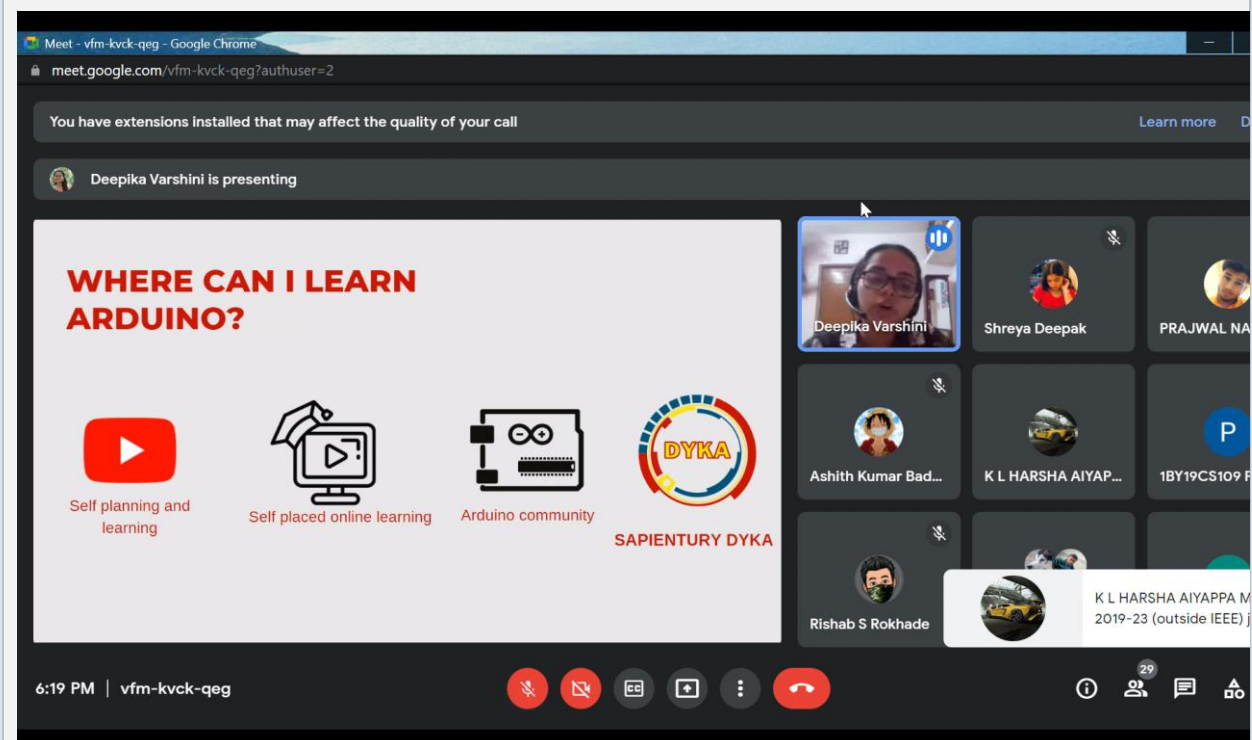 Meet - vfm-kvck-qeg - Google Chrome
meet.google.com/vfm-kvck-qeg?authuser=2
You have extensions installed that may affect the quality of your call
Learn more D
Deepika Varshini is presenting
WHERE CAN I LEARN
ARDUINO?
Self planning and
learning
Self placed online learning
Arduino community
DYKA
SAPIENTURY DYKA
Deepika Varshini
Shreya Deepak
PRAJWAL NA
Ashith Kumar Bad...
K L HARSHA AIYAP...
P
1BY19CS109 P
Rishab S Rokhade
K L HARSHA AIYAPPA M
2019-23 (outside IEEE) j
6:19 PM | vfm-kvck-qeg
CC
29